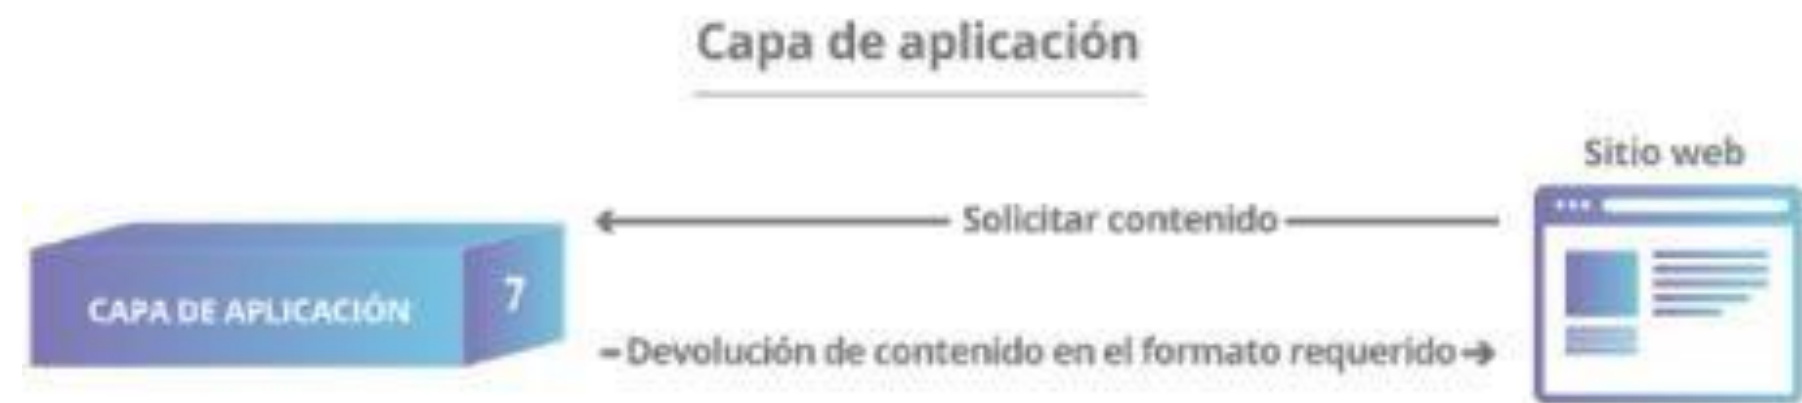 Capa de aplicación
Sitio web
Solicitar contenido
CAPA DE APLICACIÓN
7
Devolución de contenido en el formato requerido